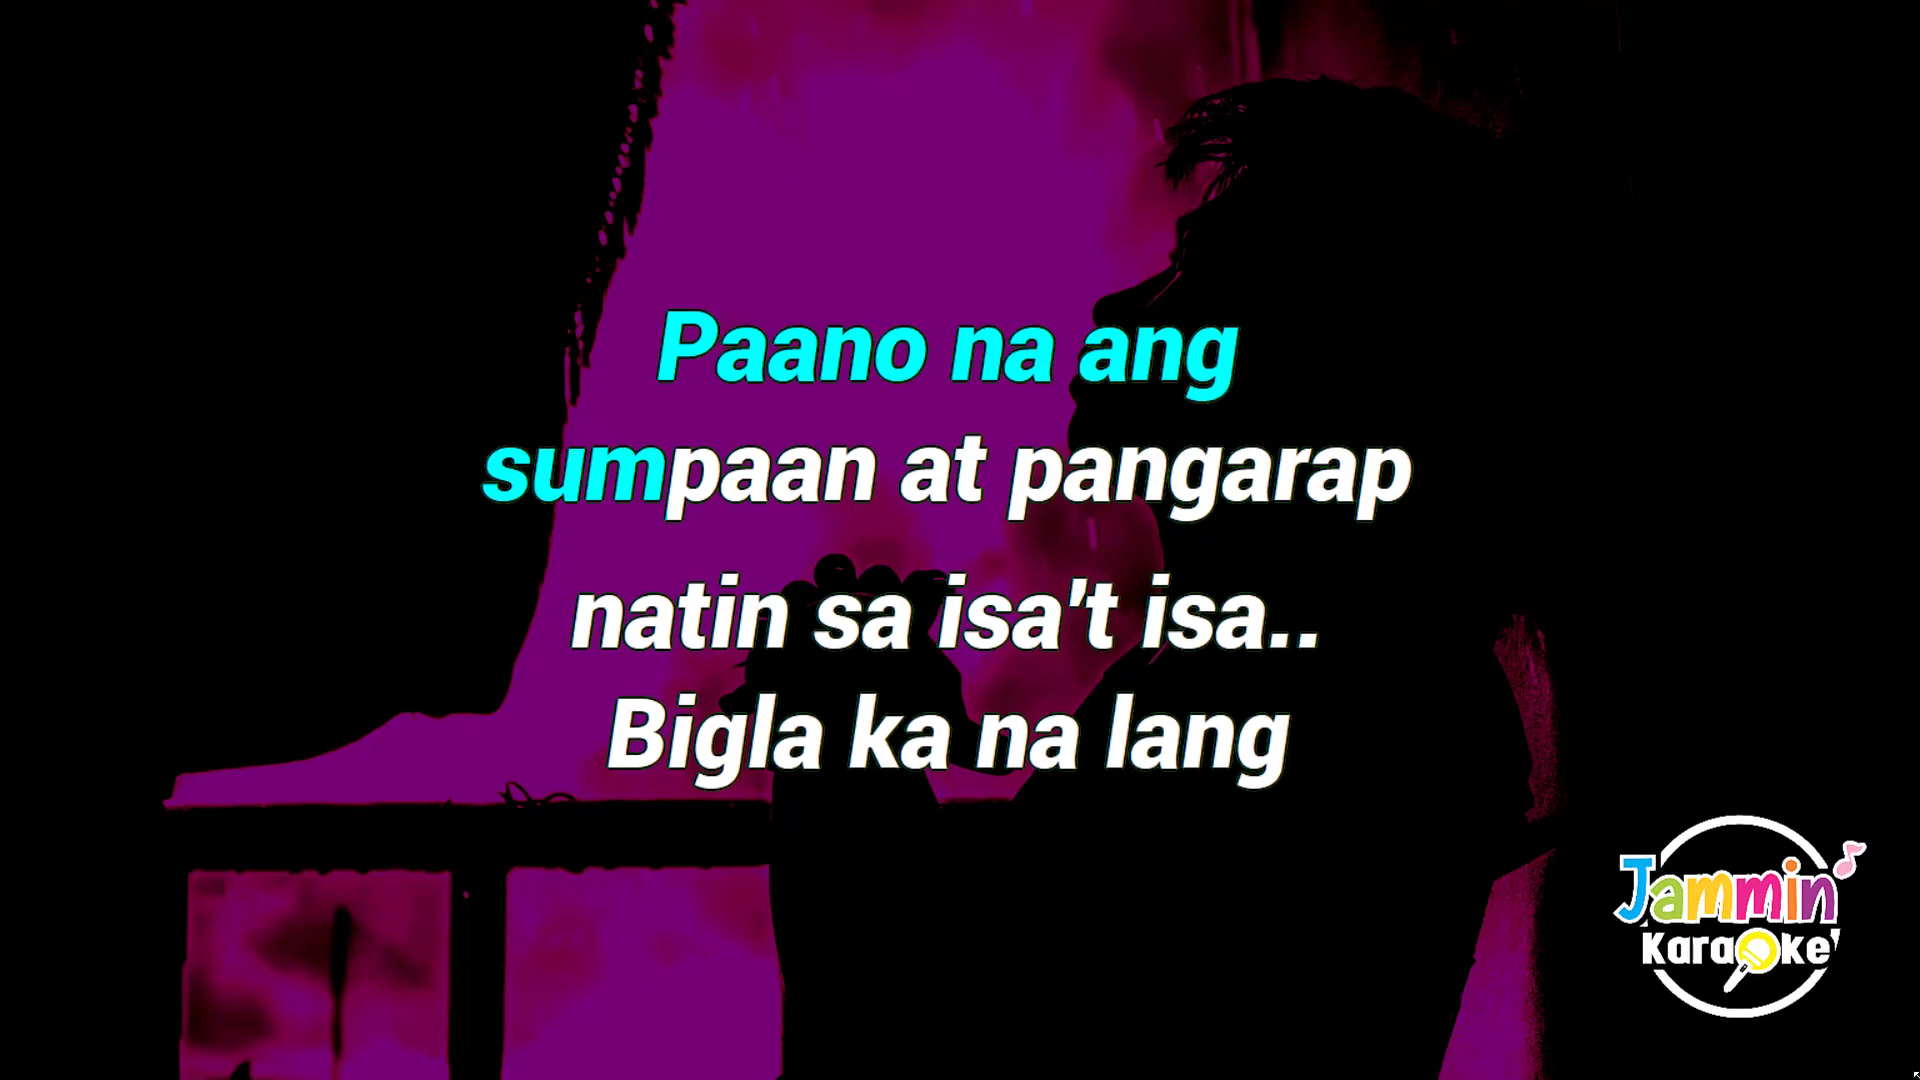 Paano na ang
sumpaan at pangarap
natin sa isa't isa..
Bigla ka na lang
Jammin'
Karaoke